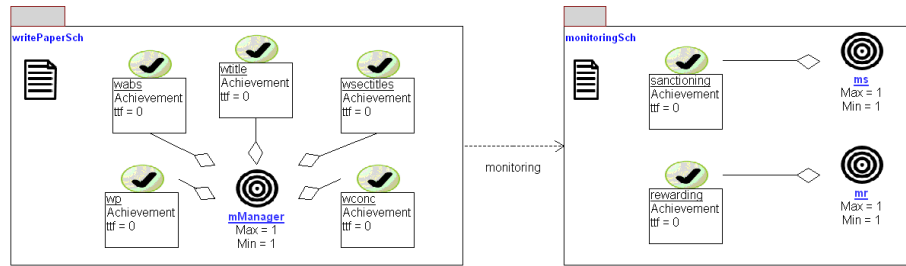 writePaperSch
wabs
Achievement
ttf = 0
wtitle
Achievement
ttf = 0
wsectitles
Achievement
ttf = 0
wp
Achievement
ttf = 0
mManager
Max = 1
Min = 1
wconc
Achievement
ttf = 0
monitoring
monitoringSch
sanctioning
Achievement
ttf = 0
ms
Max = 1
Min = 1
rewarding
Achievement
ttf = 0
mr
Max = 1
Min = 1